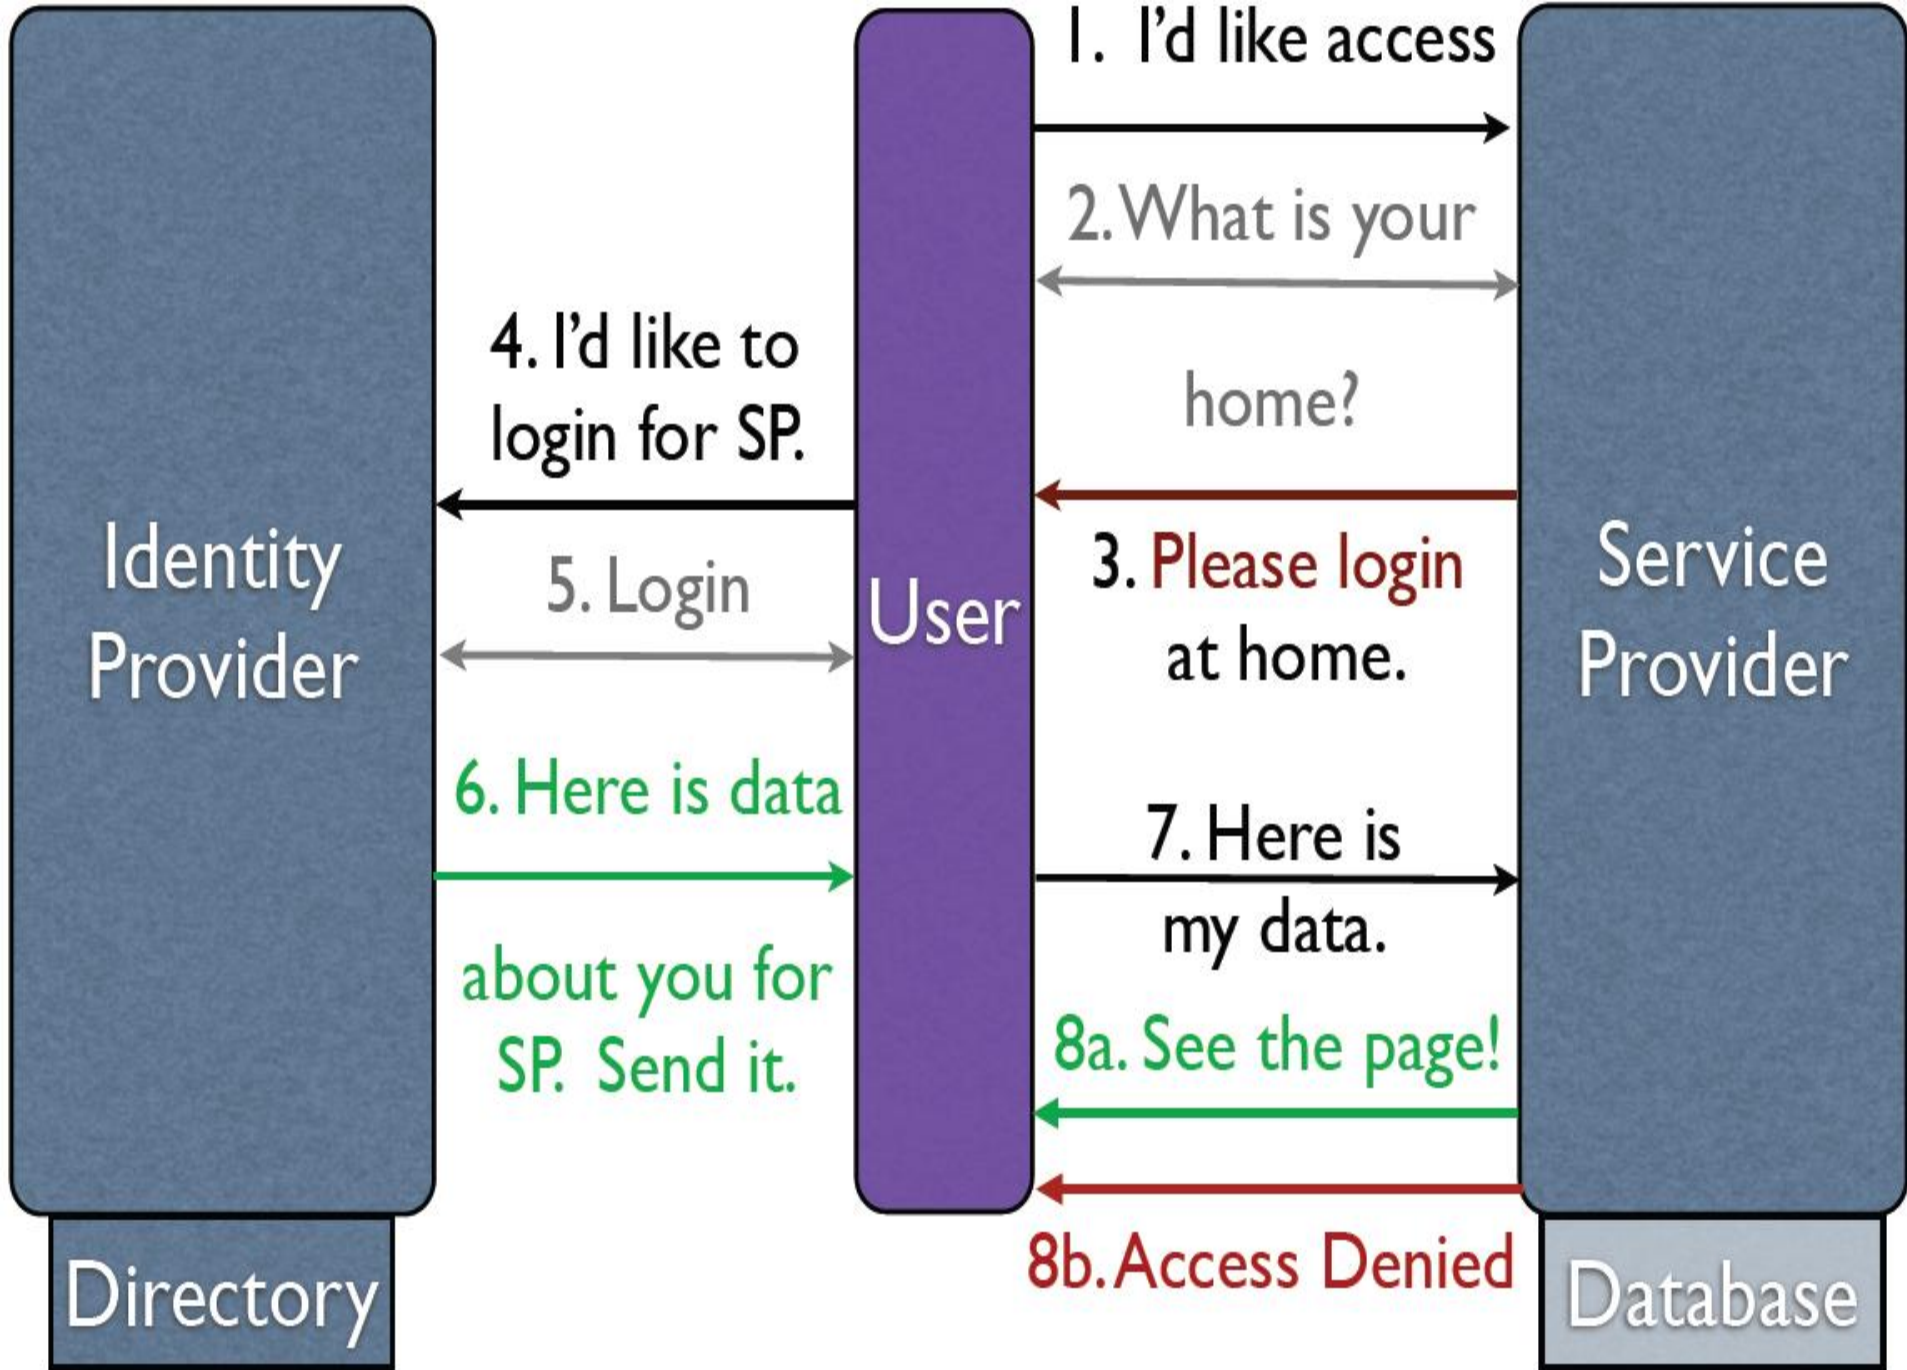 1. I’d like access
2. What is your
home?
3. Please login
at home.
4. I’d like to
login for SP.
5. Login
6. Here is data
about you for
SP. Send it.
7. Here is
my data.
8a. See the page!
8b. Access Denied
Identity
Provider
User
Service
Provider
Directory
Database